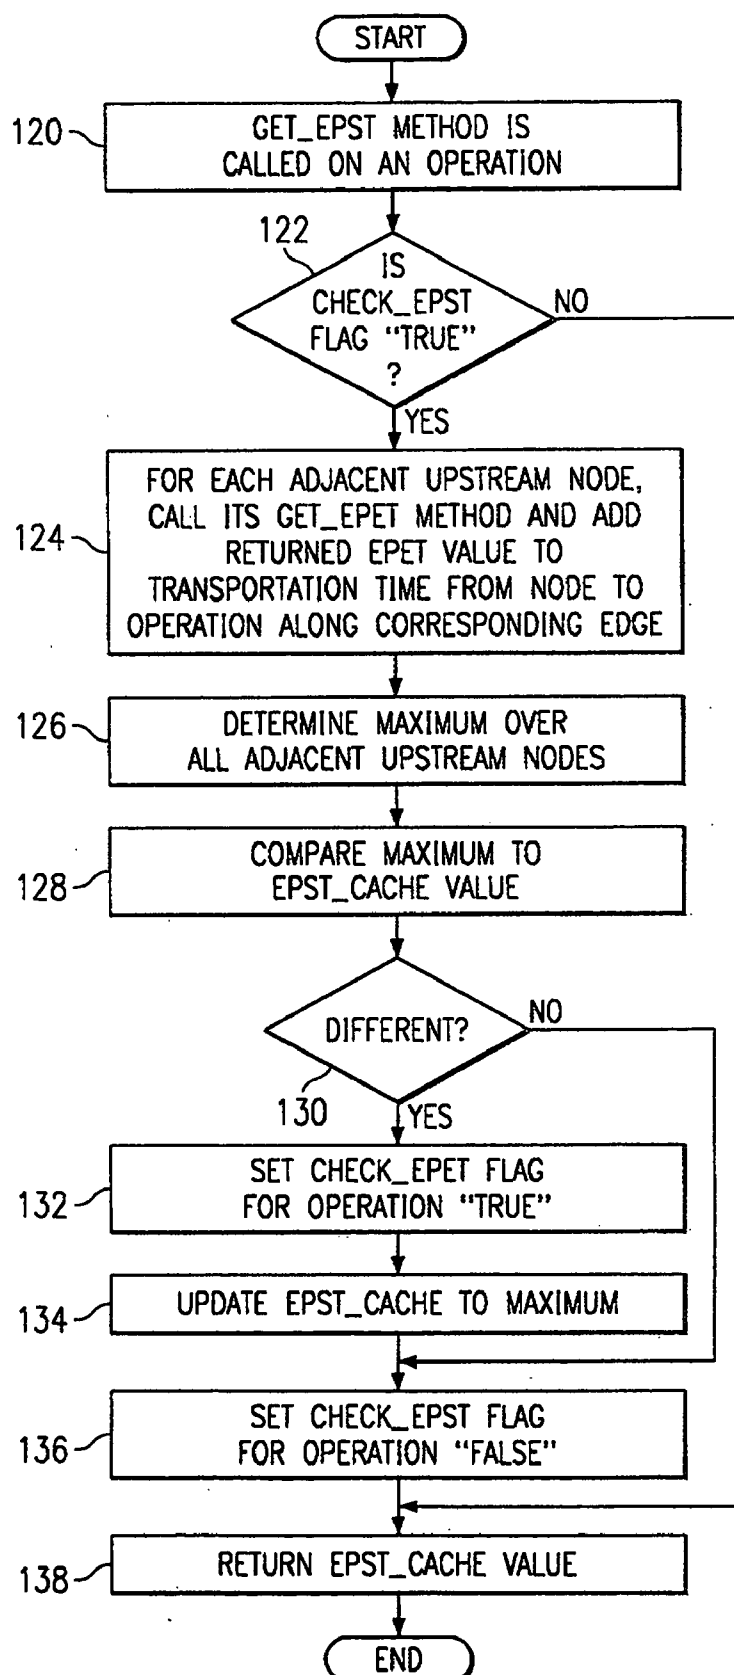 START
120
GET_EPST METHOD IS
CALLED ON AN OPERATION
122
IS
CHECK_EPST
FLAG "TRUE"
?
NO
YES
124
FOR EACH ADJACENT UPSTREAM NODE,
CALL ITS GET_EPET METHOD AND ADD
RETURNED EPET VALUE TO
TRANSPORTATION TIME FROM NODE TO
OPERATION ALONG CORRESPONDING EDGE
126
DETERMINE MAXIMUM OVER
ALL ADJACENT UPSTREAM NODES
128
COMPARE MAXIMUM TO
EPST_CACHE VALUE
DIFFERENT?
NO
130
YES
132
SET CHECK_EPET FLAG
FOR OPERATION "TRUE"
134
UPDATE EPST_CACHE TO MAXIMUM
136
SET CHECK_EPST FLAG
FOR OPERATION "FALSE"
138
RETURN EPST_CACHE VALUE
END